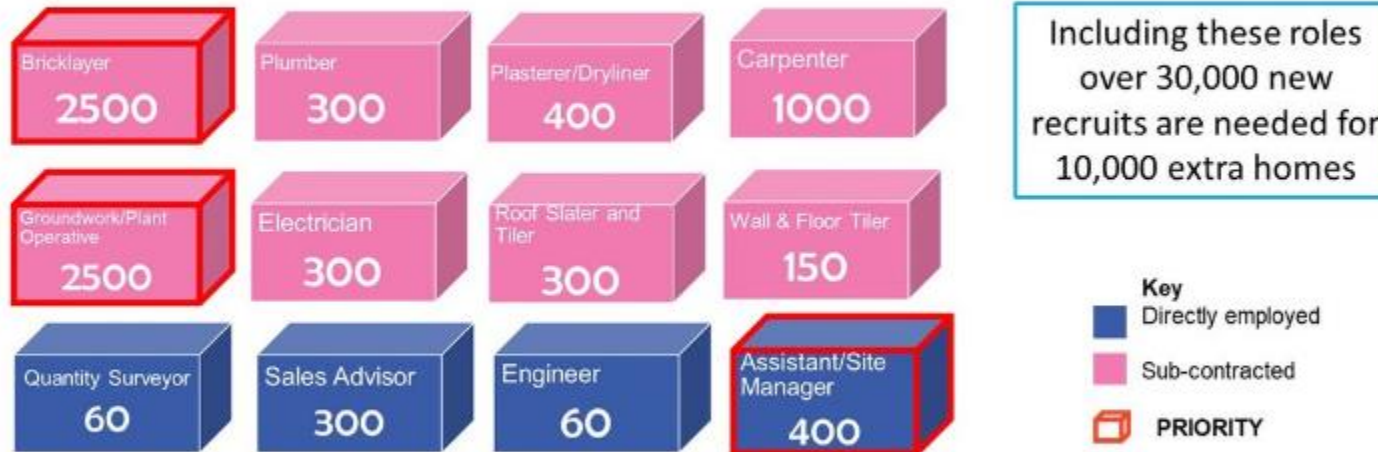 Bricklayer
2500
Plumber
300
Plasterer/Dryliner
400
Carpenter
1000
Including these roles
over 30,000 new
recruits are needed for
10,000 extra homes
Groundwork/Plant
Operative
2500
Electrician
300
Roof Slater and
Tiler
300
Wall & Floor Tiler
150
Quantity Surveyor
60
Sales Advisor
300
Engineer
60
Assistant/Site
Manager
400
Key
Directly employed
Sub-contracted
PRIORITY